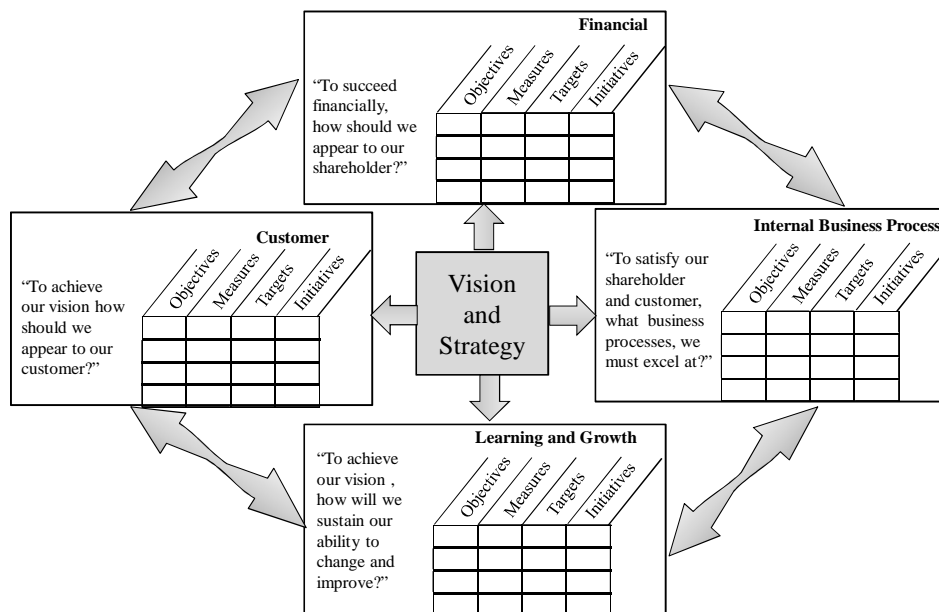 Financial
Objectives
Measures
Targets
Initiatives
“To succeed
financially,
how should we
appear to our
shareholder?”
Customer
Objectives
Measures
Targets
Initiatives
“To achieve
our vision how
should we
appear to our
customer?”
Vision
and
Strategy
Internal Business Process
Objectives
Measures
Targets
Initiatives
“To satisfy our
shareholder
and customer,
what business
processes, we
must excel at?”
Learning and Growth
Objectives
Measures
Targets
Initiatives
“To achieve
our vision ,
how will we
sustain our
ability to
change and
improve?”